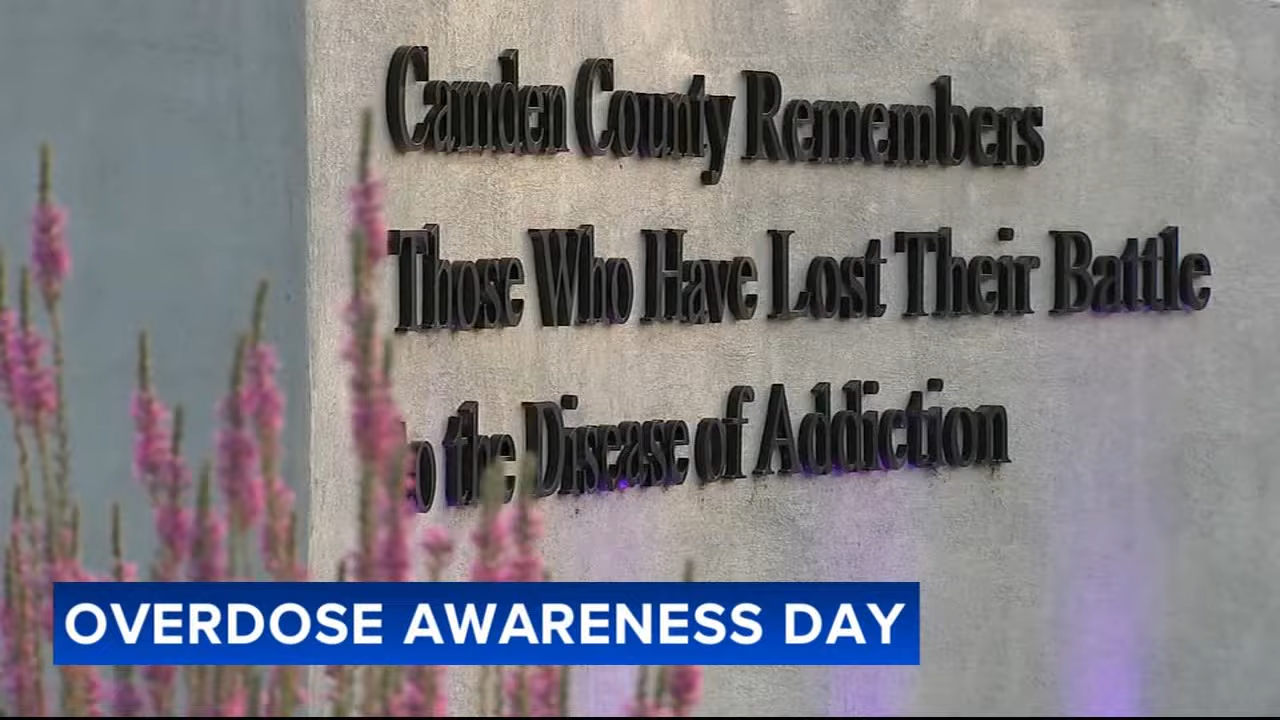 Camden County Remembers
Those Who Have Lost Their Battle
to the Disease of Addiction
OVERDOSE AWARENESS DAY